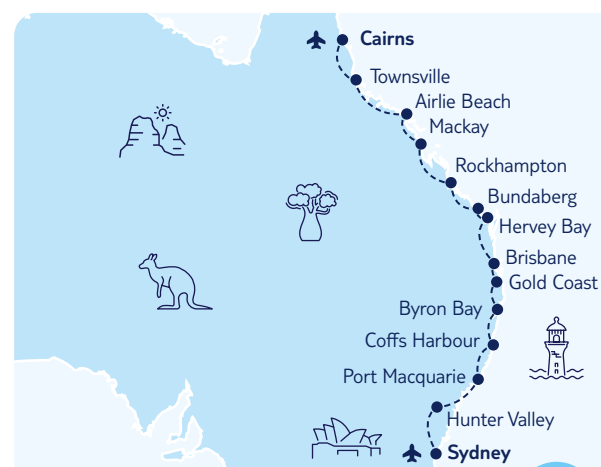 Cairns
Townsville
Airlie Beach
Mackay
Rockhampton
Bundaberg
Hervey Bay
Brisbane
Gold Coast
Byron Bay
Coffs Harbour
Port Macquarie
Hunter Valley
Sydney